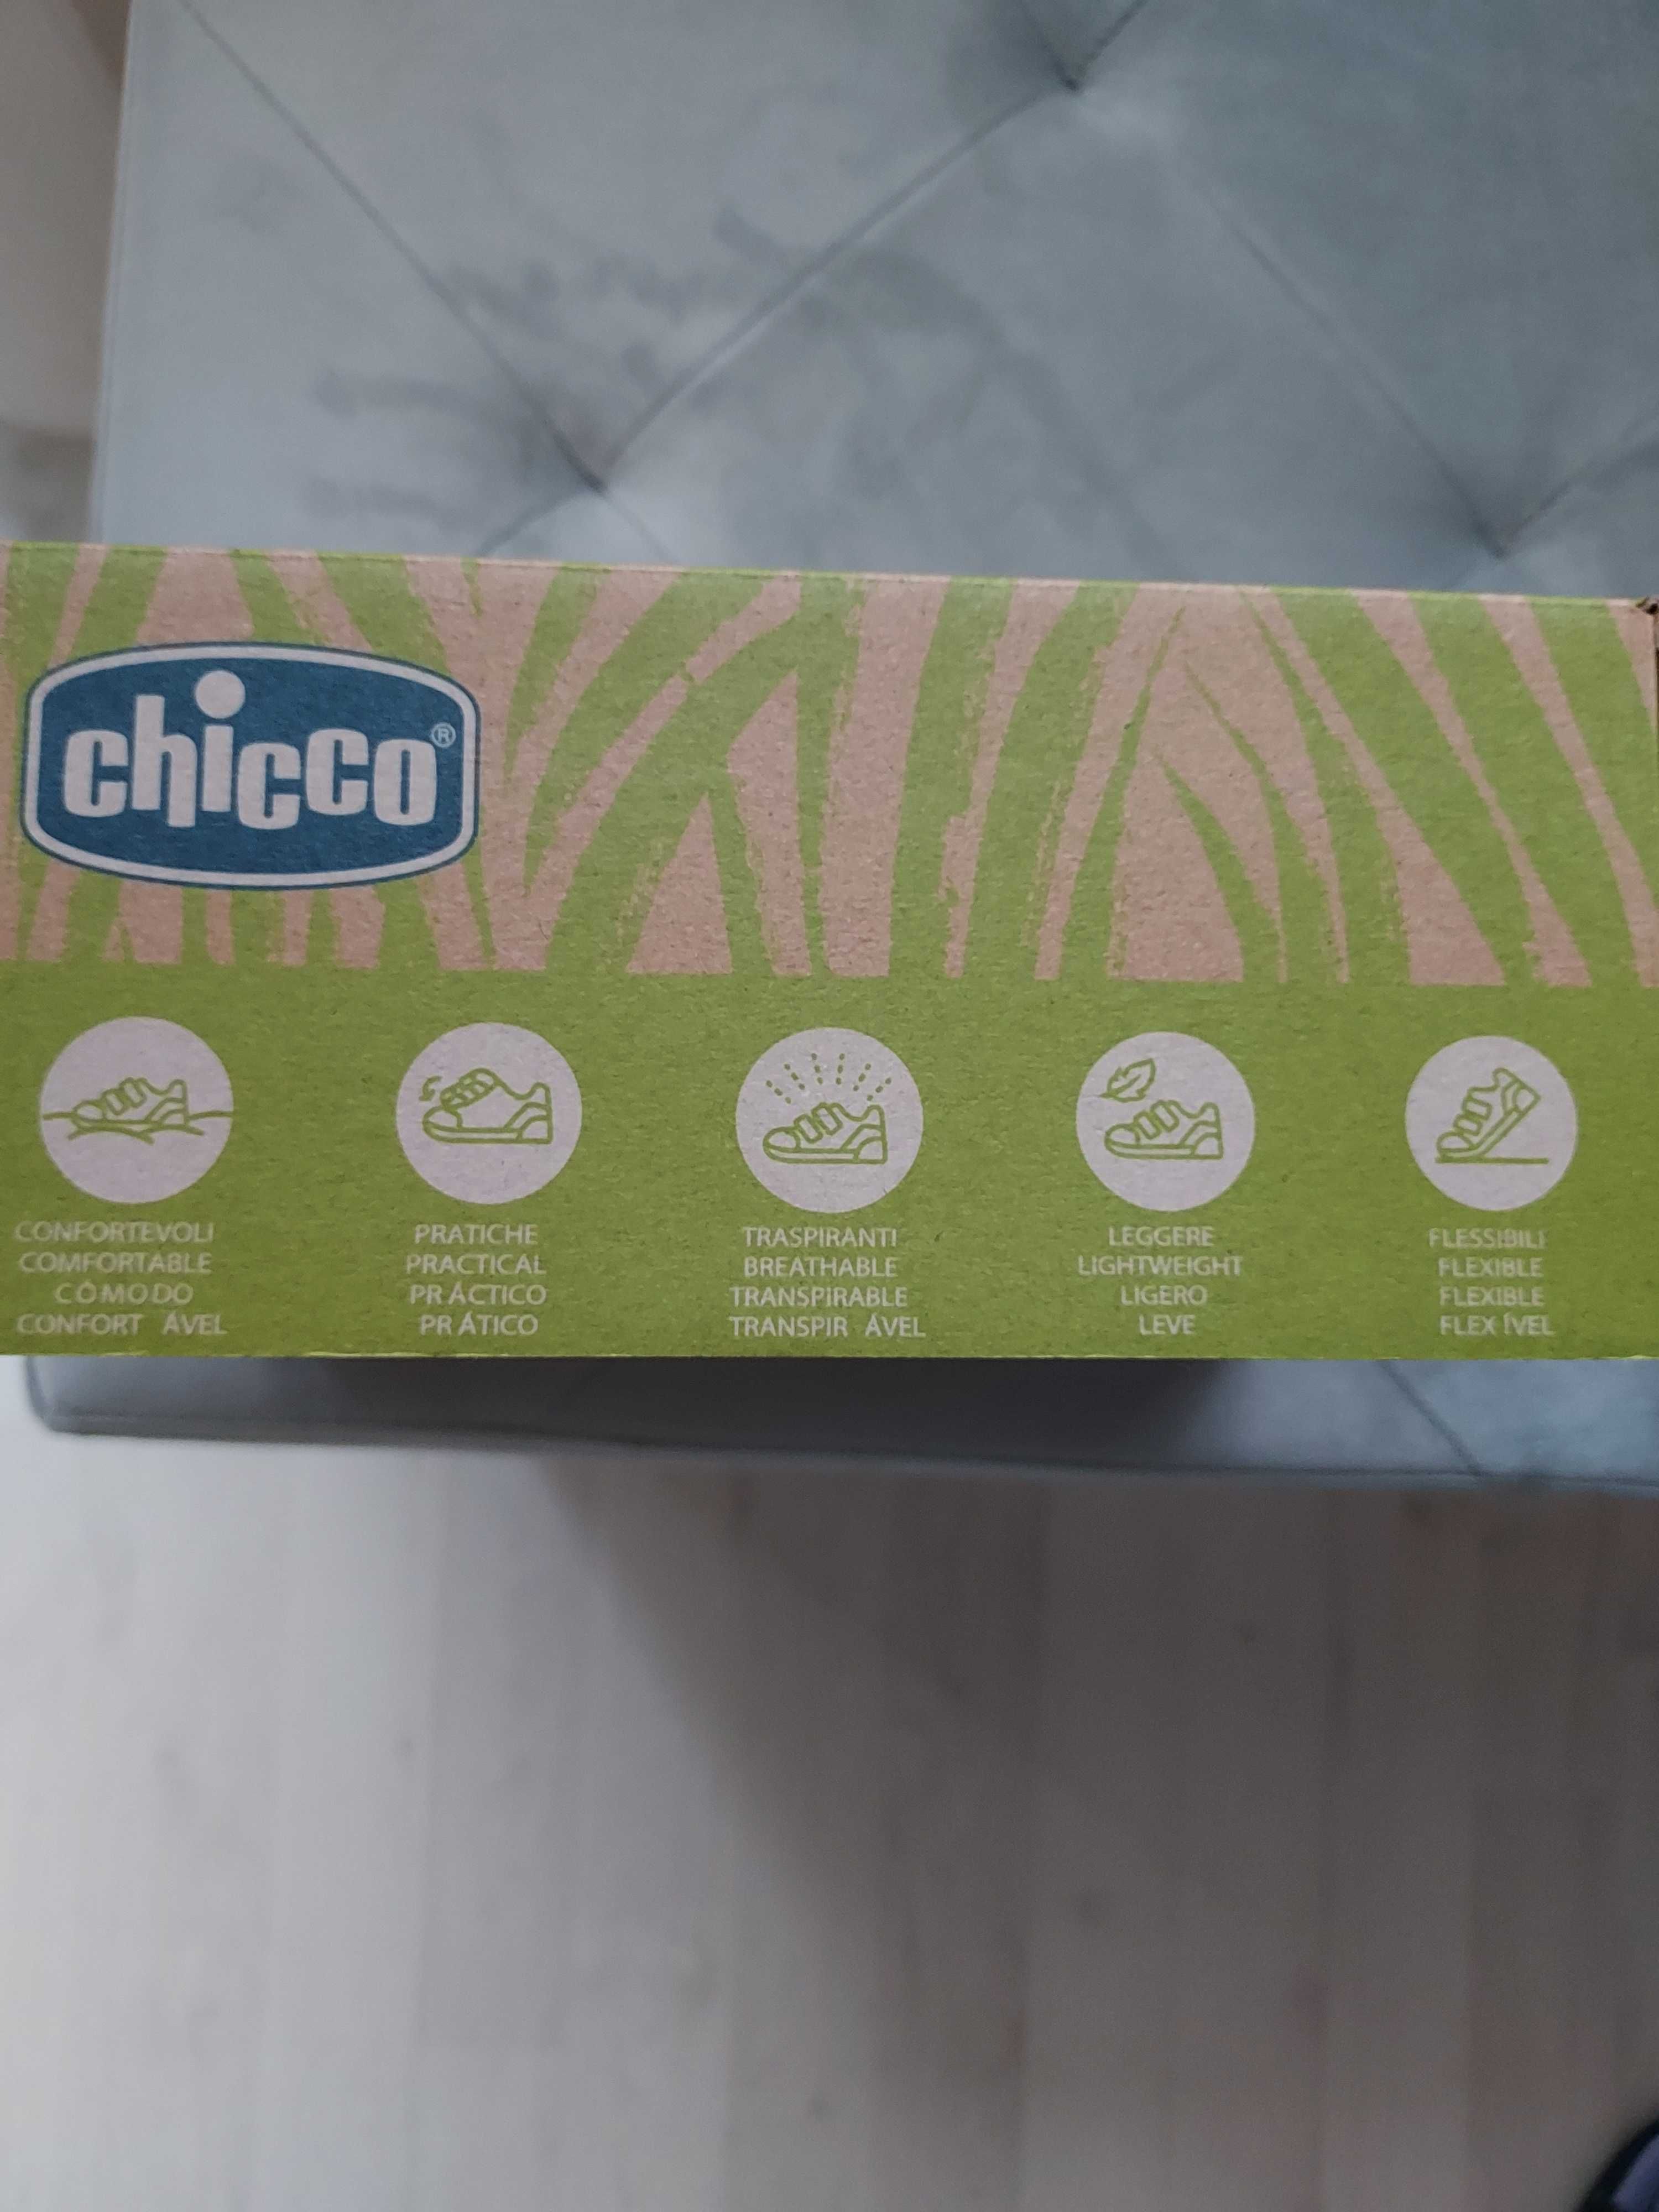 chicco®
CONFORTEVOLI
COMFORTABLE
CÓMODO
CONFORT ÁVEL
PRATICHE
PRACTICAL
PR ÁCTICO
PR ÁTICO
TRASPIRANTI
BREATHABLE
TRANSPIRABLE
TRANSPIR ÁVEL
LEGGERE
LIGHTWEIGHT
LIGERO
LEVE
FLESSIBILI
FLEXIBLE
FLEXIBLE
FLEX ÍVEL